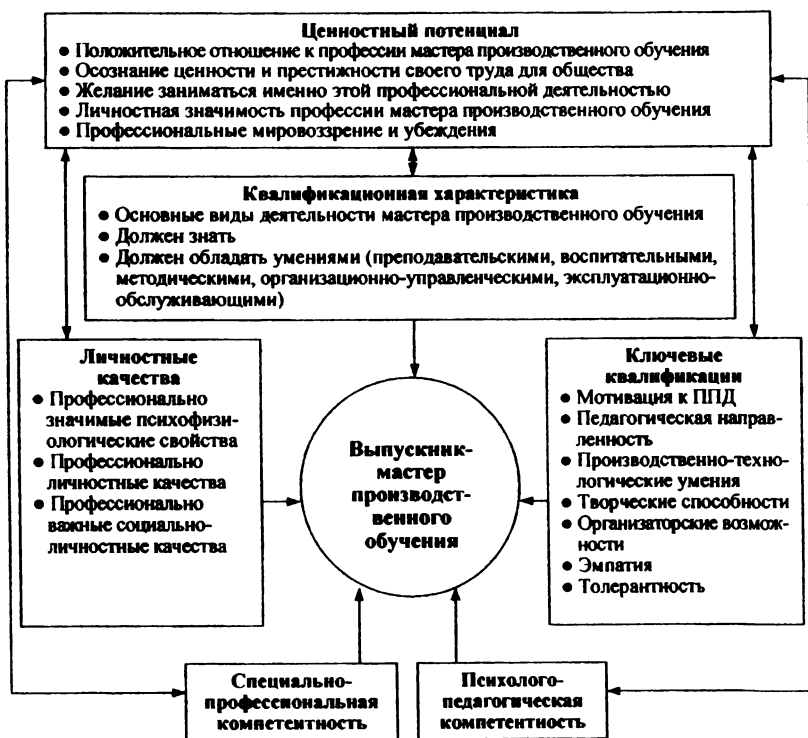 Ценностный потенциал
● Положительное отношение к профессии мастера производственного обучения
● Осознание ценности и престижности своего труда для общества
● Желание заниматься именно этой профессиональной деятельностью
● Личностная значимость профессии мастера производственного обучения
● Профессиональные мировоззрение и убеждения
Квалификационная характеристика
● Основные виды деятельности мастера производственного обучения
● Должен знать
● Должен обладать умениями (преподавательскими, воспитательными,
методическими, организационно-управленческими, эксплуатационно-
обслуживающими)
Личностные
качества
● Профессионально
значимые психофизи-
ологические свойства
● Профессионально
личностные качества
● Профессионально
важные социально-
личностные качества
Выпускник-
мастер
производст-
венного
обучения
Ключевые
квалификации
● Мотивация к ППД
● Педагогическая направ-
ленность
● Производственно-техно-
логические умения
● Творческие способности
● Организаторские возмож-
ности
● Эмпатия
● Толерантность
Специально-
профессиональная
компетентность
Психолого-
педагогическая
компетентность